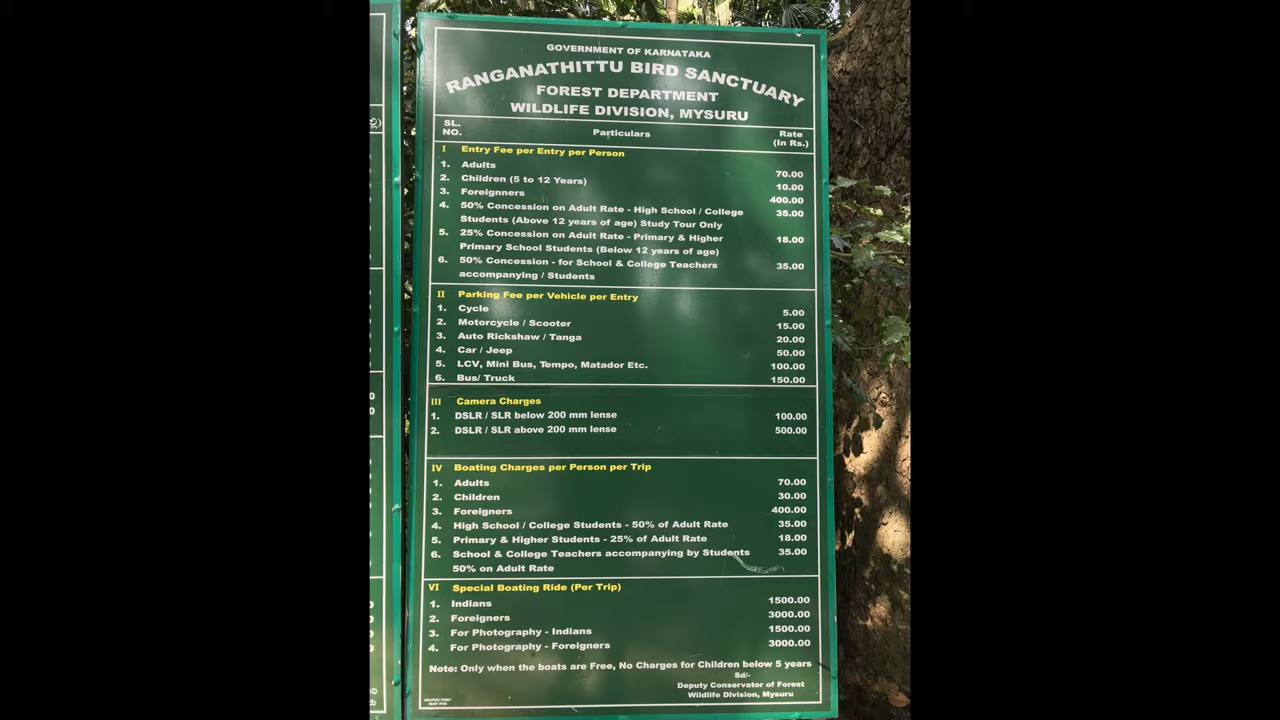 GOVERNMENT OF KARNATAKA
RANGANATHITTU BIRD SANCTUARY
FOREST DEPARTMENT
WILDLIFE DIVISION, MYSURU
SL. NO. Particulars Rate (In Rs.)
I Entry Fee per Entry per Person
1. Adults 70.00
2. Children (5 to 12 Years) 10.00
3. Foreignners 400.00
4. 50% Concession on Adult Rate - High School / College 35.00
Students (Above 12 years of age) Study Tour Only
5. 25% Concession on Adult Rate - Primary & Higher 18.00
Primary School Students (Below 12 years of age)
6. 50% Concession - for School & College Teachers 35.00
accompanying / Students
II Parking Fee per Vehicle per Entry
1. Cycle 5.00
2. Motorcycle / Scooter 15.00
3. Auto Rickshaw / Tanga 20.00
4. Car / Jeep 50.00
5. LCV, Mini Bus, Tempo, Matador Etc. 100.00
6. Bus/ Truck 150.00
III Camera Charges
1. DSLR / SLR below 200 mm lense 100.00
2. DSLR / SLR above 200 mm lense 500.00
IV Boating Charges per Person per Trip
1. Adults 70.00
2. Children 30.00
3. Foreigners 400.00
4. High School / College Students - 50% of Adult Rate 35.00
5. Primary & Higher Students - 25% of Adult Rate 18.00
6. School & College Teachers accompanying by Students 35.00
50% on Adult Rate
VI Special Boating Ride (Per Trip)
1. Indians 1500.00
2. Foreigners 3000.00
3. For Photography - Indians 1500.00
4. For Photography - Foreigners 3000.00
Note: Only when the boats are Free, No Charges for Children below 5 years
Sd/-
Deputy Conservator of Forest
Wildlife Division, Mysuru
GRAPHIC POINT